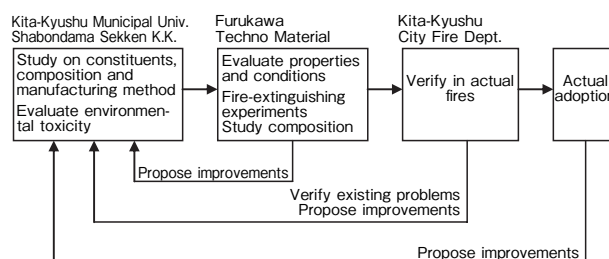 Kita-Kyushu Municipal Univ.
Shabondama Sekken K.K.
Study on constituents,
composition and
manufacturing method
Evaluate environmen-
tal toxicity
Furukawa
Techno Material
Evaluate properties
and conditions
Fire-extinguishing
experiments
Study composition
Kita-Kyushu
City Fire Dept.
Verify in actual
fires
Actual
adoption
Propose improvements
Verify existing problems
Propose improvements
Propose improvements